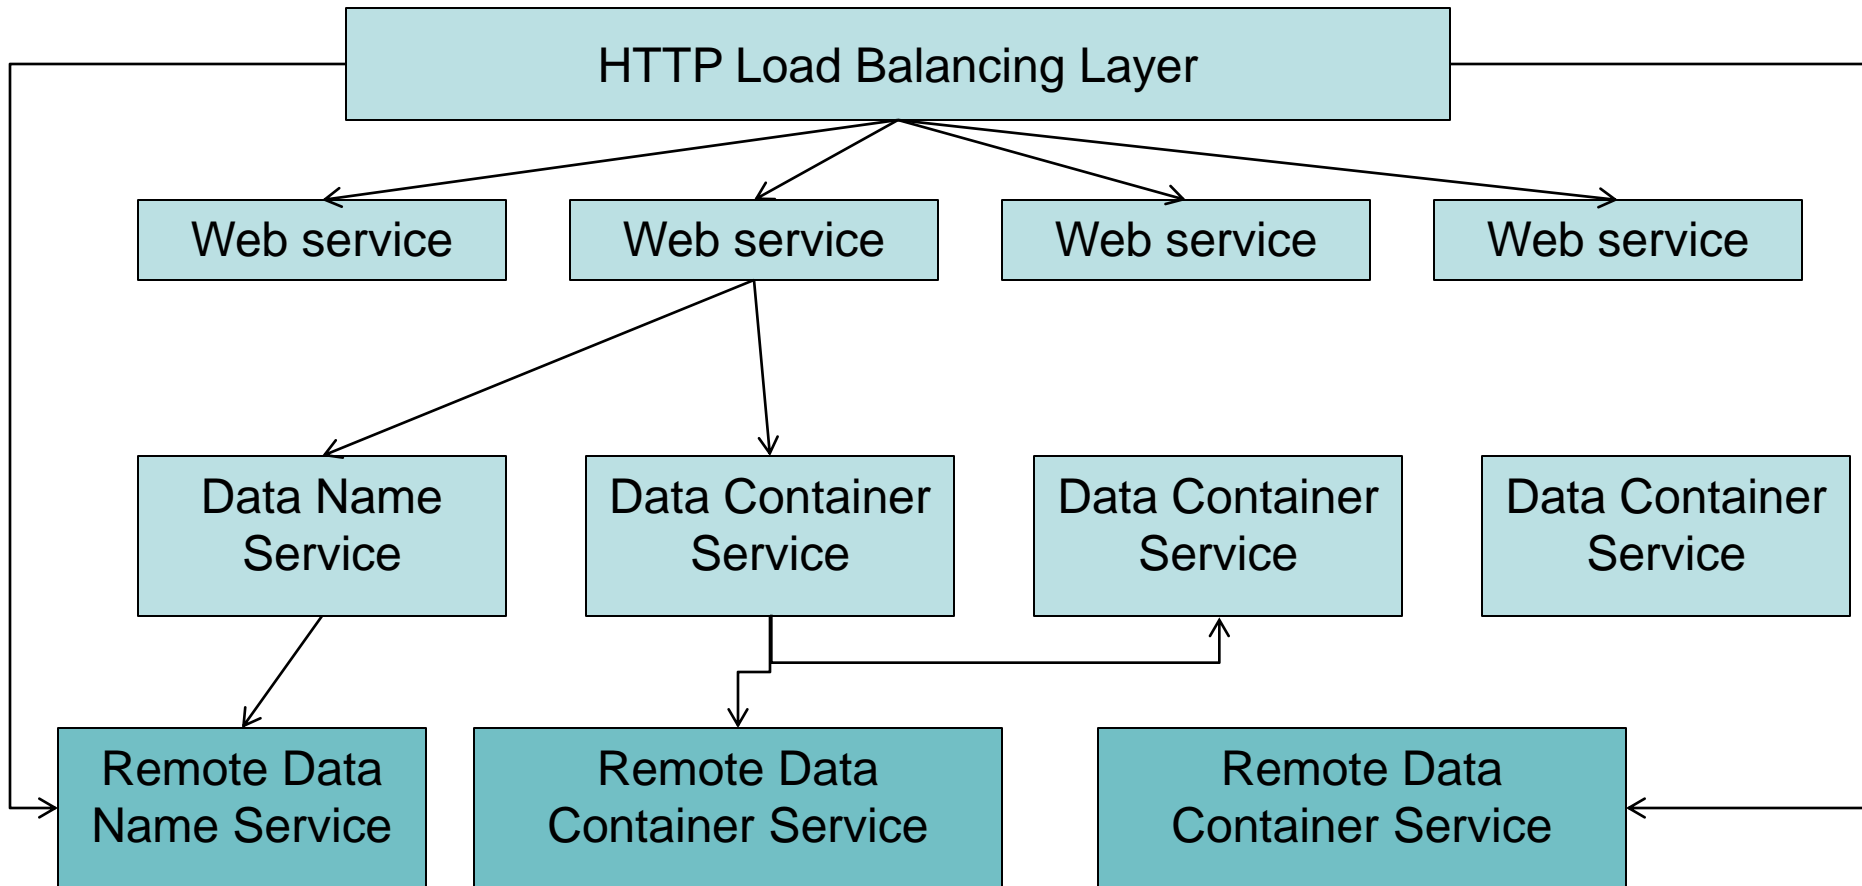 HTTP Load Balancing Layer
Web service
Web service
Web service
Web service
Data Name
Service
Data Container
Service
Data Container
Service
Data Container
Service
Remote Data
Name Service
Remote Data
Container Service
Remote Data
Container Service